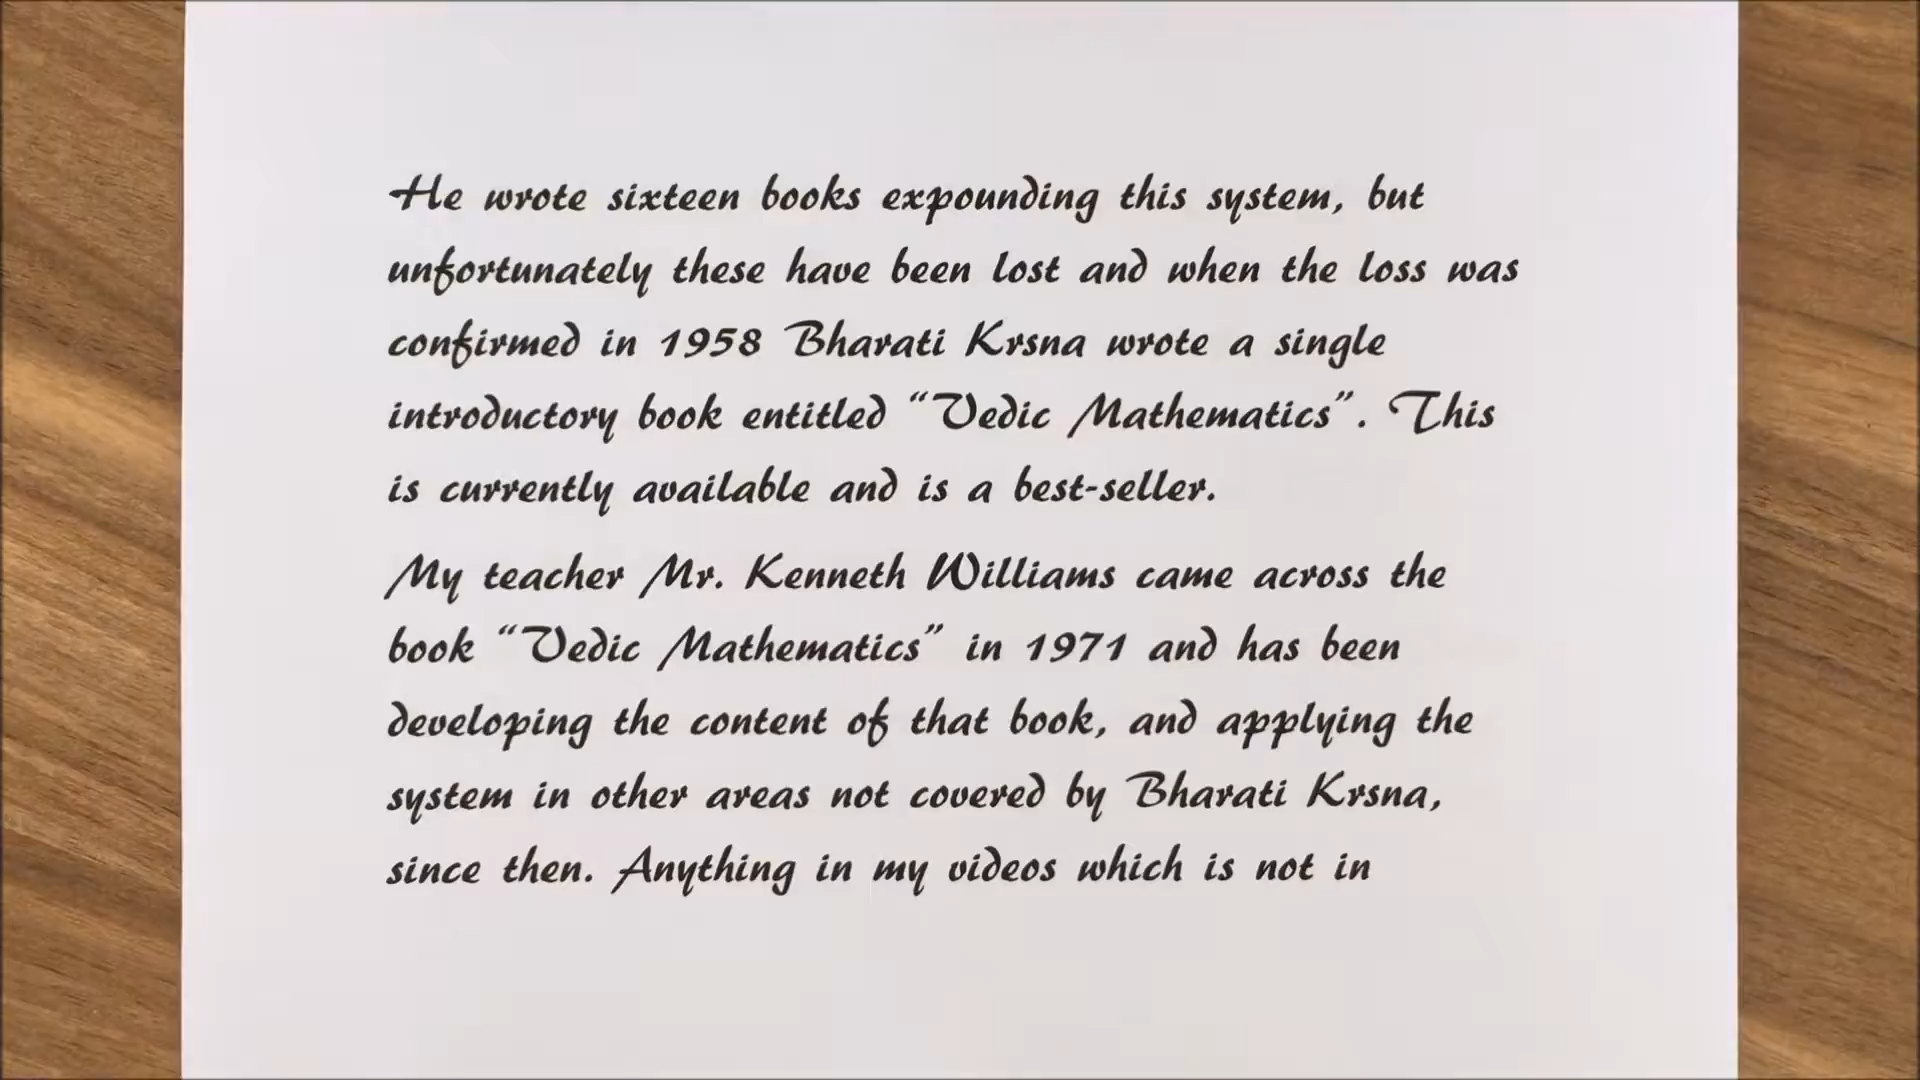 He wrote sixteen books expounding this system, but
unfortunately these have been lost and when the loss was
confirmed in 1958 Bharati Krsna wrote a single
introductory book entitled “Vedic Mathematics”. This
is currently available and is a best-seller.
My teacher Mr. Kenneth Williams came across the
book “Vedic Mathematics” in 1971 and has been
developing the content of that book, and applying the
system in other areas not covered by Bharati Krsna,
since then. Anything in my videos which is not in